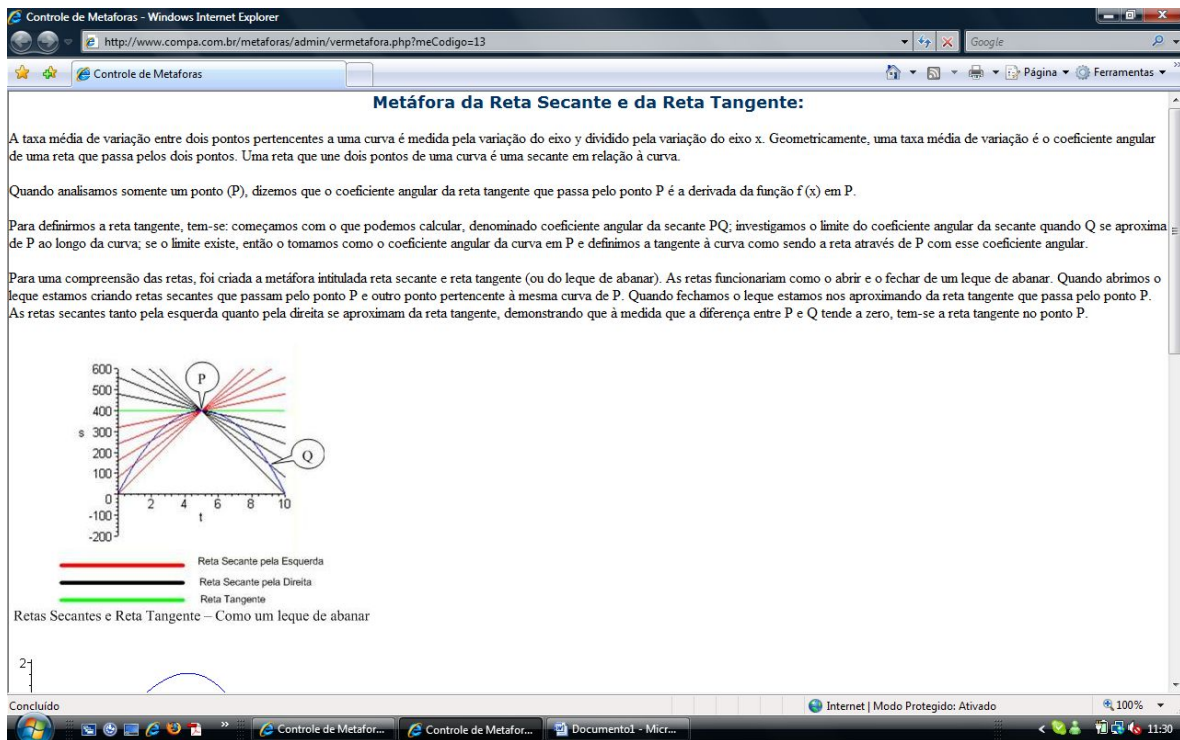 Controle de Metaforas - Windows Internet Explorer
http://www.compa.com.br/metaforas/admin/vermetafora.php?meCodigo=13
Google
Controle de Metaforas
Página
Ferramentas
Metáfora da Reta Secante e da Reta Tangente:
A taxa média de variação entre dois pontos pertencentes a uma curva é medida pela variação do eixo y dividido pela variação do eixo x. Geometricamente, uma taxa média de variação é o coeficiente angular
de uma reta que passa pelos dois pontos. Uma reta que une dois pontos de uma curva é uma secante em relação à curva.
Quando analisamos somente um ponto (P), dizemos que o coeficiente angular da reta tangente que passa pelo ponto P é a derivada da função f (x) em P.
Para definirmos a reta tangente, tem-se: começamos com o que podemos calcular, denominado coeficiente angular da secante PQ; investigamos o limite do coeficiente angular da secante quando Q se aproxima
de P ao longo da curva; se o limite existe, então o tomamos como o coeficiente angular da curva em P e definimos a tangente à curva como sendo a reta através de P com esse coeficiente angular.
Para uma compreensão das retas, foi criada a metáfora intitulada reta secante e reta tangente (ou do leque de abanar). As retas funcionariam como o abrir e o fechar de um leque de abanar. Quando abrimos o
leque estamos criando retas secantes que passam pelo ponto P e outro ponto pertencente à mesma curva de P. Quando fechamos o leque estamos nos aproximando da reta tangente que passa pelo ponto P.
As retas secantes tanto pela esquerda quanto pela direita se aproximam da reta tangente, demonstrando que à medida que a diferença entre P e Q tende a zero, tem-se a reta tangente no ponto P.
600
500
400
s 300
200
100
0
-100
-200
2 4 6 8 10
t
P
Q
Reta Secante pela Esquerda
Reta Secante pela Direita
Reta Tangente
Retas Secantes e Reta Tangente – Como um leque de abanar
2
Concluído
Internet | Modo Protegido: Ativado
100%
Controle de Metafor...
Controle de Metafor...
Documento1 - Micr...
11:30